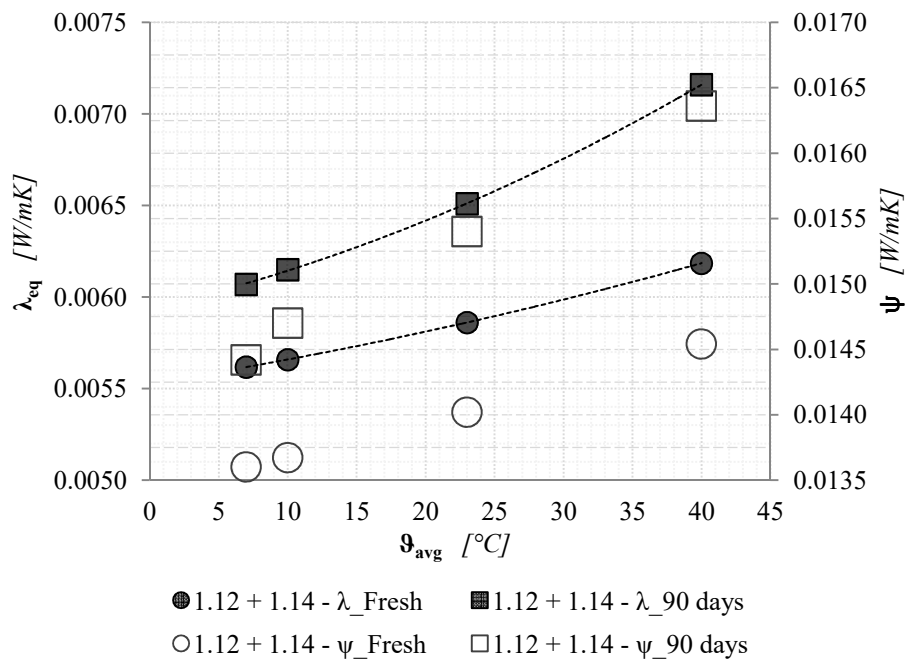 0.0075
0.0070
0.0065
0.0060
0.0055
0.0050
λeq [W/mK]
0.0170
0.0165
0.0160
0.0155
0.0150
0.0145
0.0140
0.0135
ψ [W/mK]
0 5 10 15 20 25 30 35 40 45
ϑavg [°C]
1.12 + 1.14 - λ_Fresh
1.12 + 1.14 - λ_90 days
1.12 + 1.14 - ψ_Fresh
1.12 + 1.14 - ψ_90 days